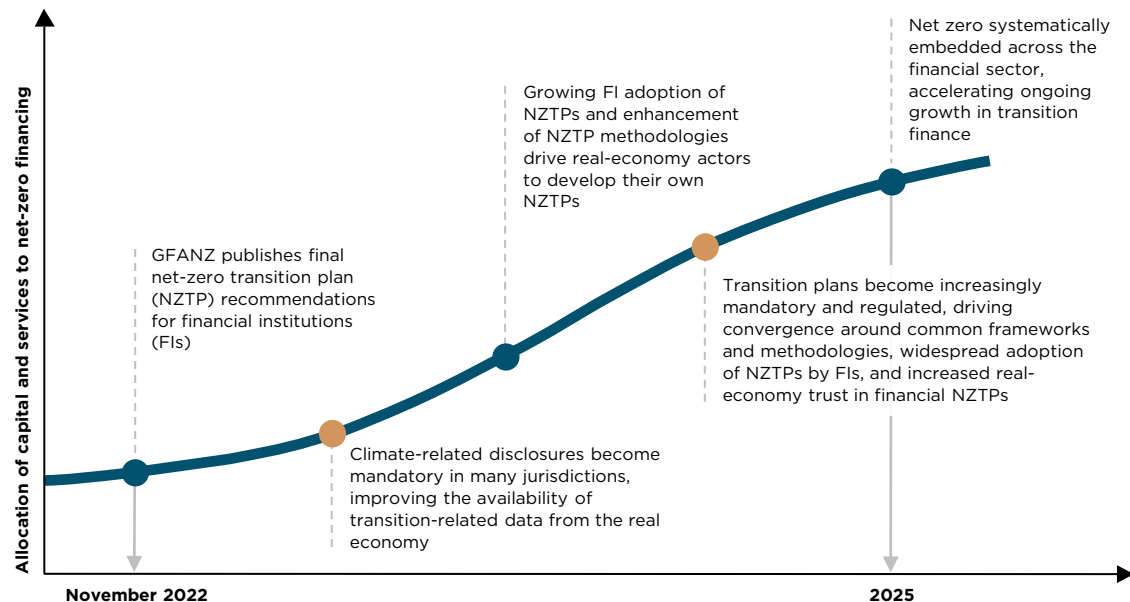 Allocation of capital and services to net-zero financing
GFANZ publishes final
net-zero transition plan
(NZTP) recommendations
for financial institutions
(FIs)
Climate-related disclosures become
mandatory in many jurisdictions,
improving the availability of
transition-related data from the real
economy
Growing FI adoption of
NZTPs and enhancement
of NZTP methodologies
drive real-economy actors
to develop their own
NZTPs
Transition plans become increasingly
mandatory and regulated, driving
convergence around common frameworks
and methodologies, widespread adoption
of NZTPs by FIs, and increased real-
economy trust in financial NZTPs
Net zero systematically
embedded across the
financial sector,
accelerating ongoing
growth in transition
finance
November 2022
2025